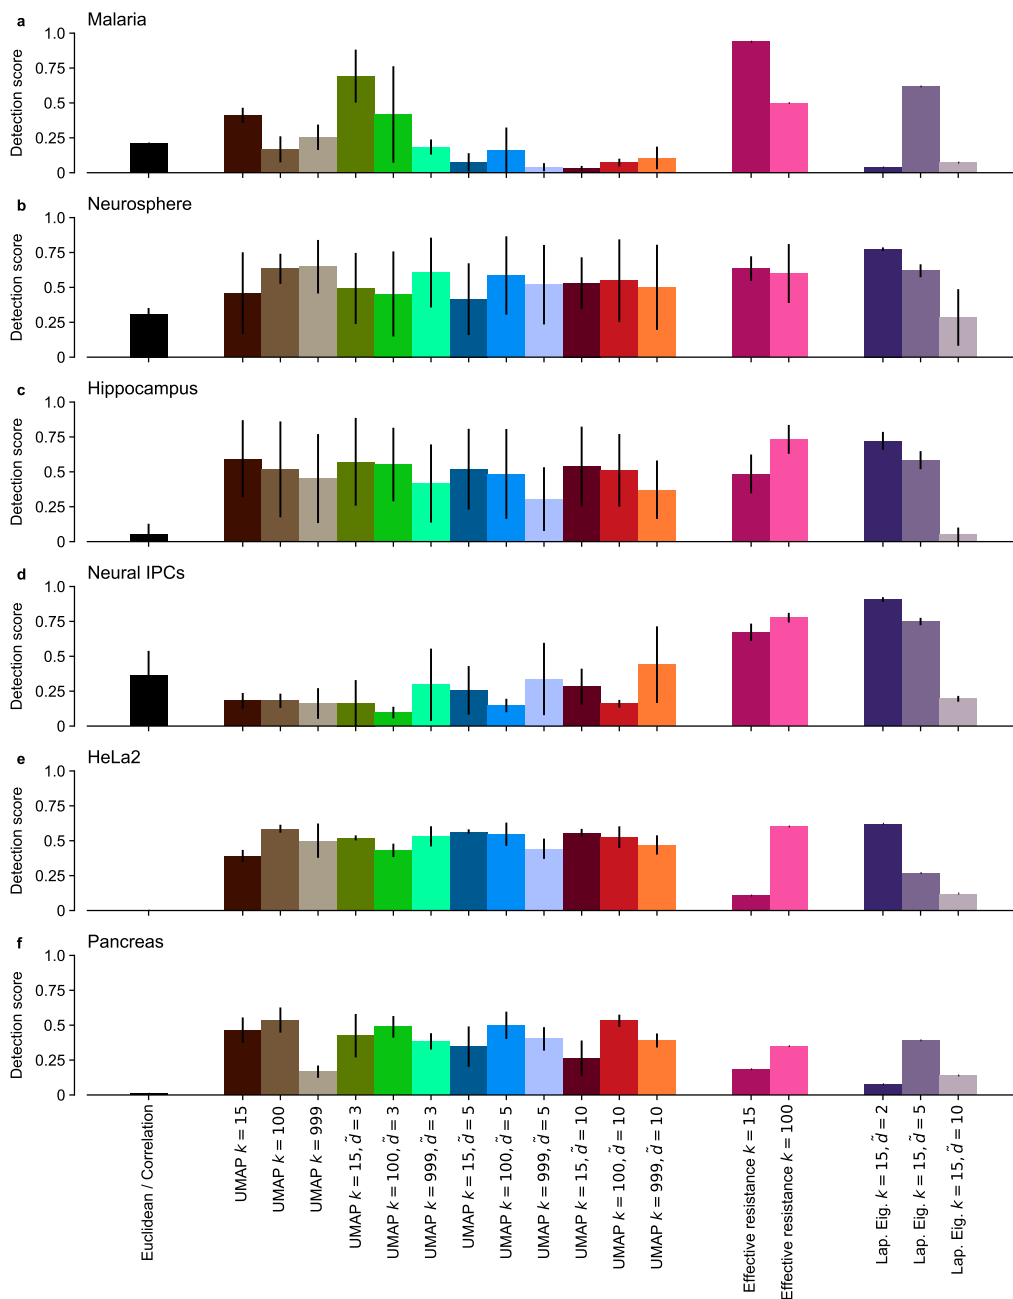 a Malaria
Detection score
1.0
0.75
0.5
0.25
0
b Neurosphere
Detection score
1.0
0.75
0.5
0.25
0
c Hippocampus
Detection score
1.0
0.75
0.5
0.25
0
d Neural IPCs
Detection score
1.0
0.75
0.5
0.25
0
e HeLa2
Detection score
1.0
0.75
0.5
0.25
0
f Pancreas
Detection score
1.0
0.75
0.5
0.25
0
Euclidean / Correlation
UMAP k = 15
UMAP k = 100
UMAP k = 999
UMAP k = 15, d̃ = 3
UMAP k = 100, d̃ = 3
UMAP k = 999, d̃ = 3
UMAP k = 15, d̃ = 5
UMAP k = 100, d̃ = 5
UMAP k = 999, d̃ = 5
UMAP k = 15, d̃ = 10
UMAP k = 100, d̃ = 10
UMAP k = 999, d̃ = 10
Effective resistance k = 15
Effective resistance k = 100
Lap. Eig. k = 15, d̃ = 2
Lap. Eig. k = 15, d̃ = 5
Lap. Eig. k = 15, d̃ = 10